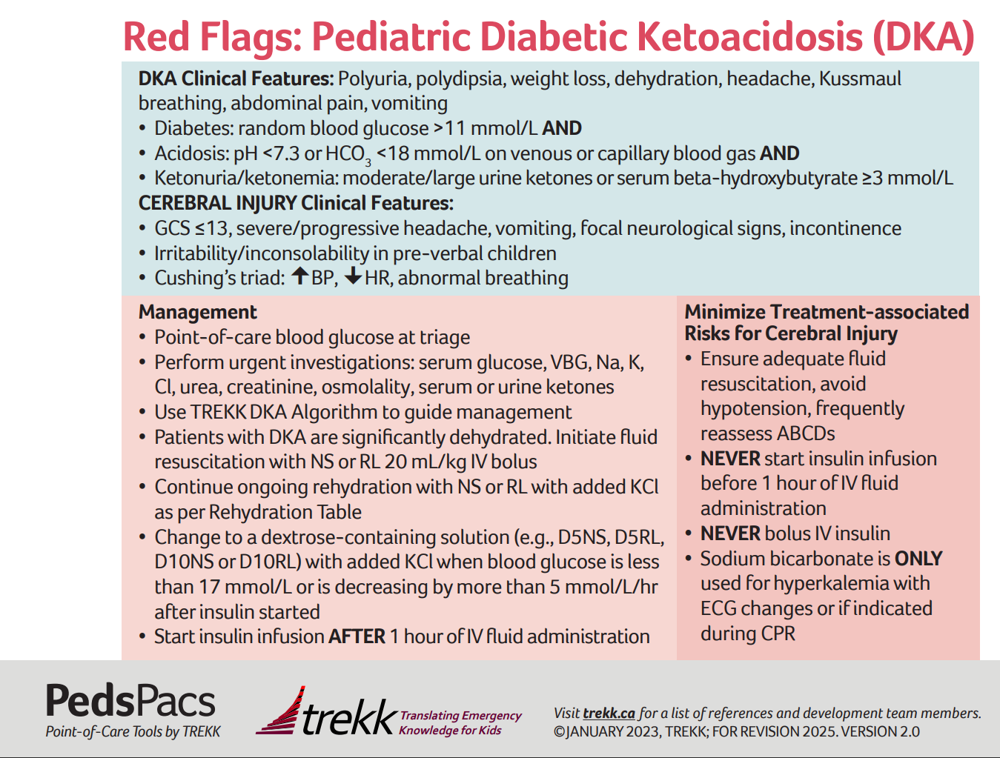 Red Flags: Pediatric Diabetic Ketoacidosis (DKA)
DKA Clinical Features: Polyuria, polydipsia, weight loss, dehydration, headache, Kussmaul
breathing, abdominal pain, vomiting
• Diabetes: random blood glucose >11 mmol/L AND
• Acidosis: pH <7.3 or HCO₃ <18 mmol/L on venous or capillary blood gas AND
• Ketonuria/ketonemia: moderate/large urine ketones or serum beta-hydroxybutyrate ≥3 mmol/L
CEREBRAL INJURY Clinical Features:
• GCS ≤13, severe/progressive headache, vomiting, focal neurological signs, incontinence
• Irritability/inconsolability in pre-verbal children
• Cushing’s triad: ↑BP, ↓HR, abnormal breathing
Management
• Point-of-care blood glucose at triage
• Perform urgent investigations: serum glucose, VBG, Na, K,
Cl, urea, creatinine, osmolality, serum or urine ketones
• Use TREKK DKA Algorithm to guide management
• Patients with DKA are significantly dehydrated. Initiate fluid
resuscitation with NS or RL 20 mL/kg IV bolus
• Continue ongoing rehydration with NS or RL with added KCl
as per Rehydration Table
• Change to a dextrose-containing solution (e.g., D5NS, D5RL,
D10NS or D10RL) with added KCl when blood glucose is less
than 17 mmol/L or is decreasing by more than 5 mmol/L/hr
after insulin started
• Start insulin infusion AFTER 1 hour of IV fluid administration
Minimize Treatment-associated
Risks for Cerebral Injury
• Ensure adequate fluid
resuscitation, avoid
hypotension, frequently
reassess ABCDs
• NEVER start insulin infusion
before 1 hour of IV fluid
administration
• NEVER bolus IV insulin
• Sodium bicarbonate is ONLY
used for hyperkalemia with
ECG changes or if indicated
during CPR
PedsPacs
Point-of-Care Tools by TREKK
trekk
Translating Emergency
Knowledge for Kids
Visit trekk.ca for a list of references and development team members.
©JANUARY 2023, TREKK; FOR REVISION 2025. VERSION 2.0